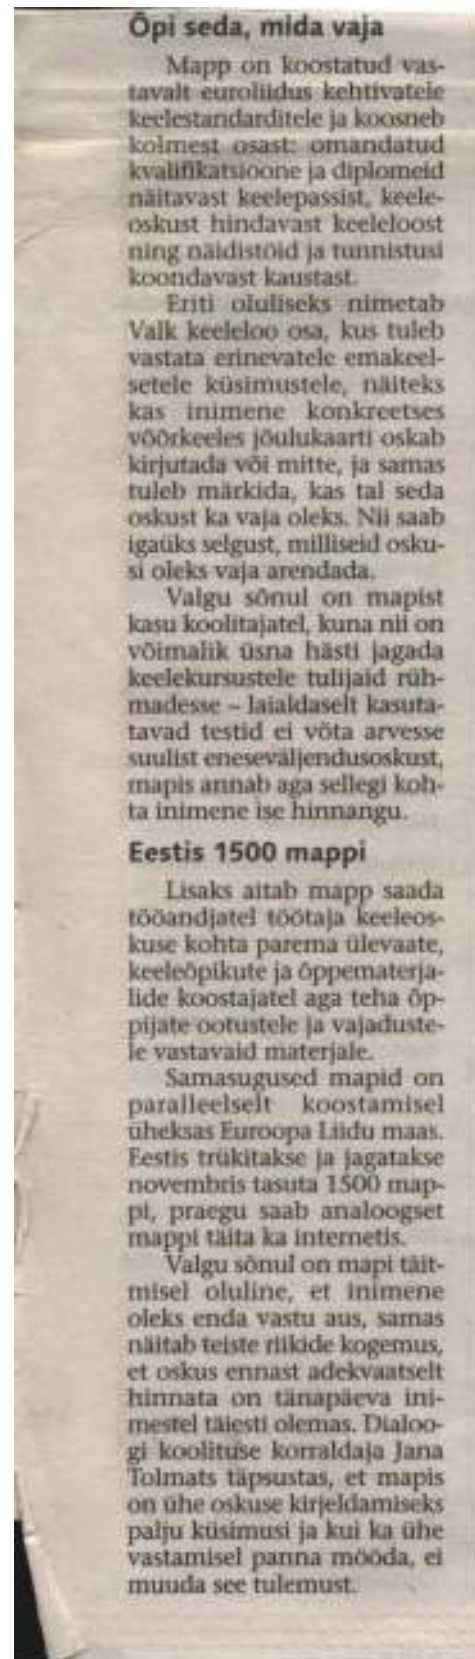 Õpi seda, mida vaja
Mapp on koostatud vas-
tavalt euroliidus kehtivatele
keelestandarditele ja koosneb
kolmest osast: omandatud
kvalifikatsioone ja diplomeid
näitavast keelepassist, keele-
oskust hindavast keeleloost
ning näidistöid ja tunnistusi
koondavast kaustast.
Eriti oluliseks nimetab
Valk keeleloo osa, kus tuleb
vastata erinevatele emakeel-
setele küsimustele, näiteks
kas inimene konkreetses
võõrkeeles jõulukaarti oskab
kirjutada või mitte, ja samas
tuleb märkida, kas tal seda
oskust ka vaja oleks. Nii saab
igaüks selgust, milliseid osku-
si oleks vaja arendada.
Valgu sõnul on mapist
kasu koolitajatel, kuna nii on
võimalik üsna hästi jagada
keelekursustele tulijaid rüh-
madesse – laialdaselt kasuta-
tavad testid ei võta arvesse
suulist eneseväljendusoskust,
mapis annab aga sellegi koh-
ta inimene ise hinnangu.
Eestis 1500 mappi
Lisaks aitab mapp saada
tööandjatel töötaja keeleos-
kuse kohta parema ülevaate,
keeleõpikute ja õppematerja-
lide koostajatel aga teha õp-
pijate ootustele ja vajaduste-
le vastavaid materjale.
Samasugused mapid on
paralleelselt koostamisel
üheksas Euroopa Liidu maas.
Eestis trükitakse ja jagatakse
novembris tasuta 1500 map-
pi, praegu saab analoogset
mappi täita ka internetis.
Valgu sõnul on mapi täit-
misel oluline, et inimene
oleks enda vastu aus, samas
näitab teiste riikide kogemus,
et oskus ennast adekvaatselt
hinnata on tänapäeva ini-
mestel täiesti olemas. Dialoo-
gi koolituse korraldaja Jana
Tolmats täpsustas, et mapis
on ühe oskuse kirjeldamiseks
palju küsimusi ja kui ka ühe
vastamisel panna mööda, ei
muuda see tulemust.